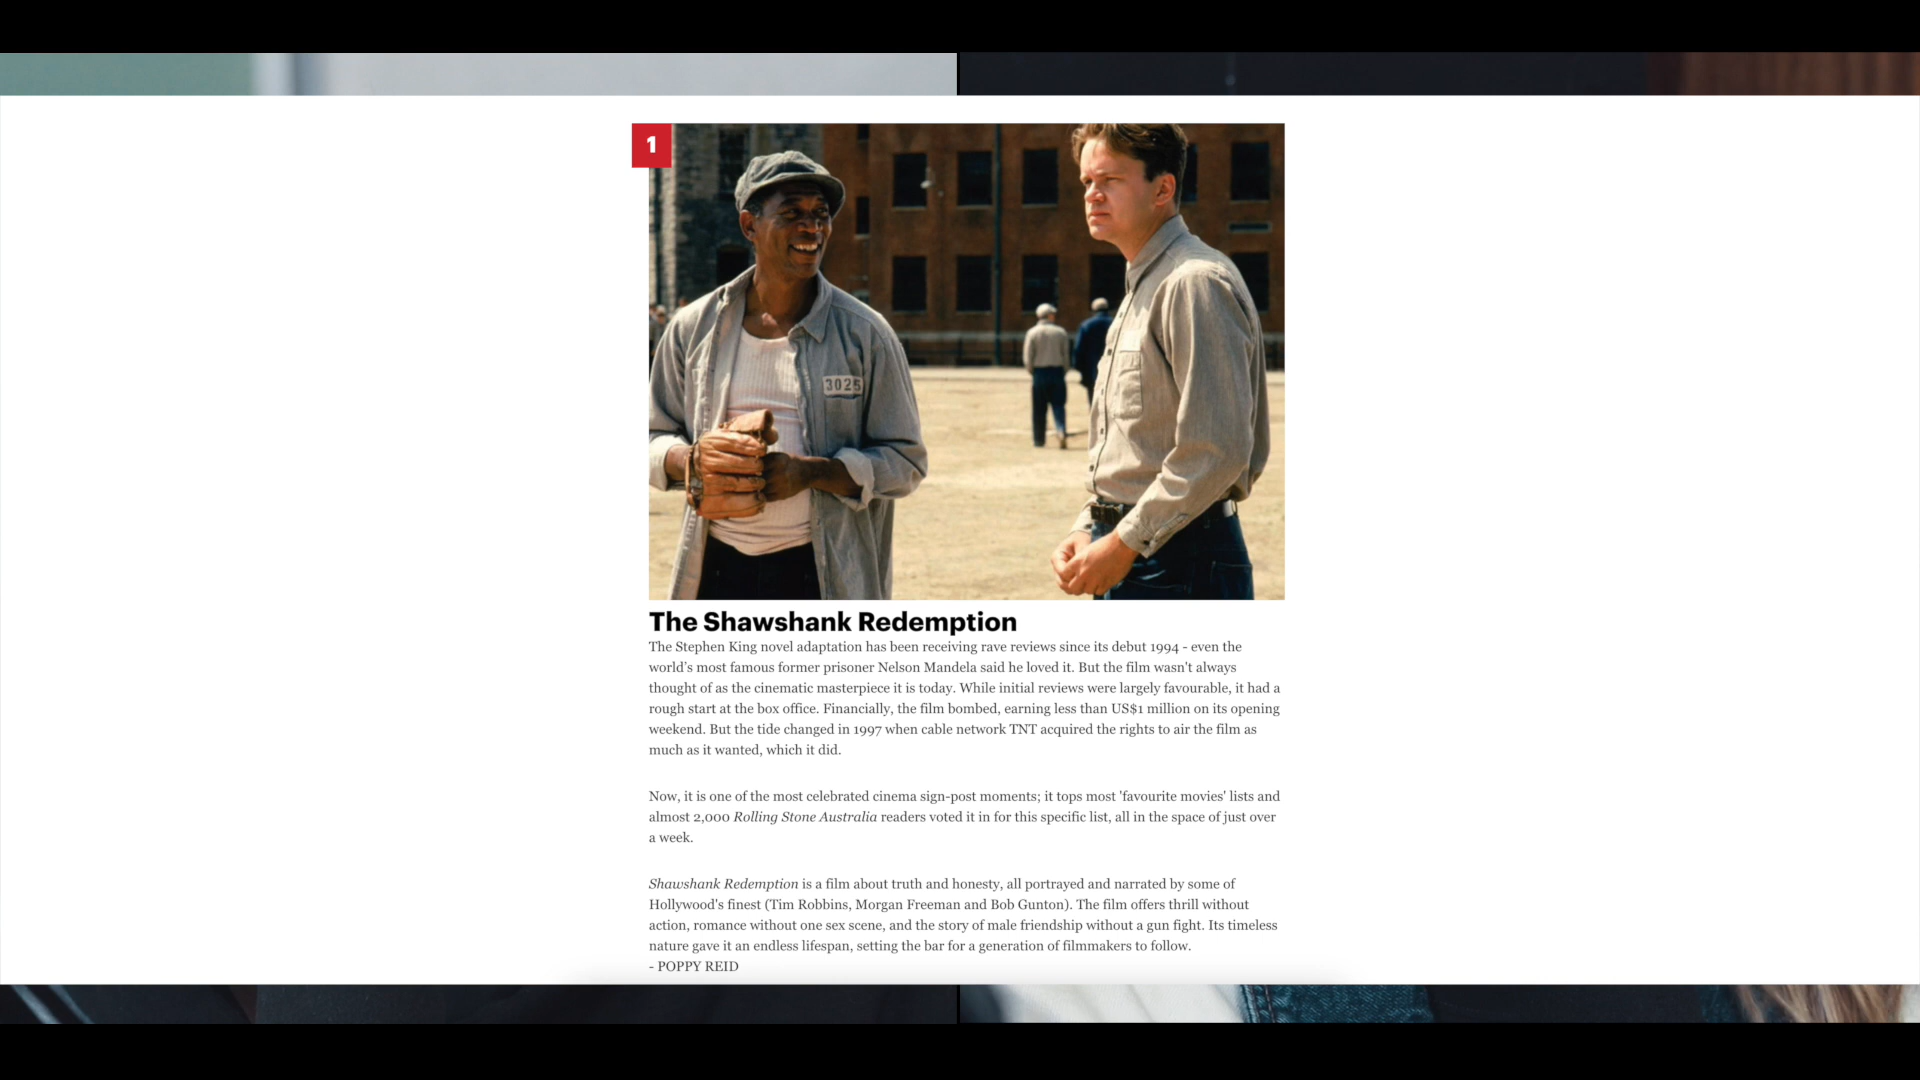 1
3025
The Shawshank Redemption
The Stephen King novel adaptation has been receiving rave reviews since its debut 1994 - even the
world's most famous former prisoner Nelson Mandela said he loved it. But the film wasn't always
thought of as the cinematic masterpiece it is today. While initial reviews were largely favourable, it had a
rough start at the box office. Financially, the film bombed, earning less than US$1 million on its opening
weekend. But the tide changed in 1997 when cable network TNT acquired the rights to air the film as
much as it wanted, which it did.
Now, it is one of the most celebrated cinema sign-post moments; it tops most 'favourite movies' lists and
almost 2,000 Rolling Stone Australia readers voted it in for this specific list, all in the space of just over
a week.
Shawshank Redemption is a film about truth and honesty, all portrayed and narrated by some of
Hollywood's finest (Tim Robbins, Morgan Freeman and Bob Gunton). The film offers thrill without
action, romance without one sex scene, and the story of male friendship without a gun fight. Its timeless
nature gave it an endless lifespan, setting the bar for a generation of filmmakers to follow.
- POPPY REID